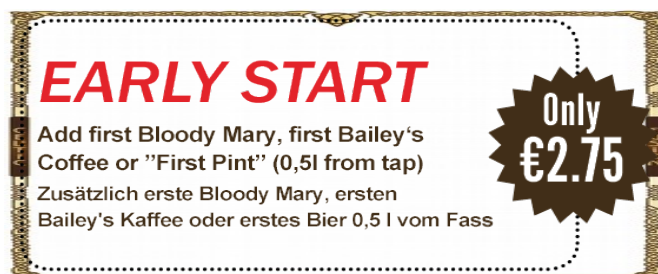 EARLY START
Add first Bloody Mary, first Bailey‘s
Coffee or ”First Pint” (0,5l from tap)
Zusätzlich erste Bloody Mary, ersten
Bailey's Kaffee oder erstes Bier 0,5 l vom Fass
Only
€2.75